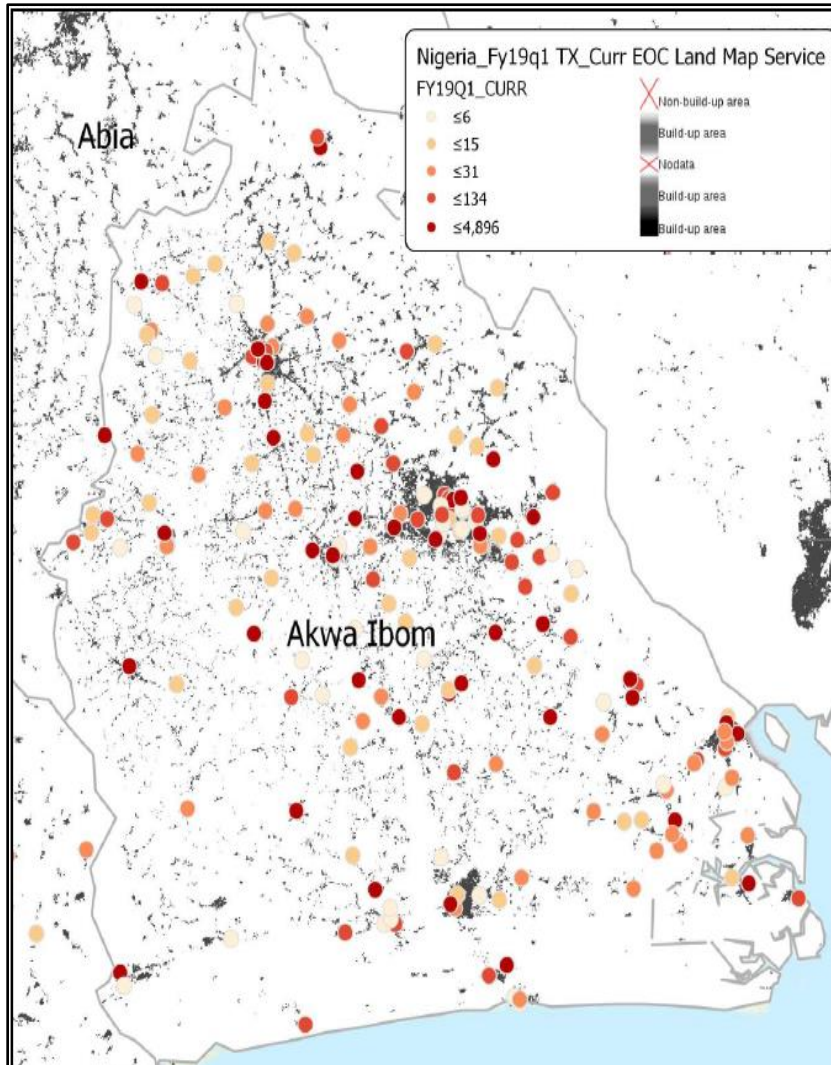 Nigeria_Fy19q1 TX_Curr EOC Land Map Service
FY19Q1_CURR
≤6
≤15
≤31
≤134
≤4,896
Non-build-up area
Build-up area
Nodata
Build-up area
Build-up area
Abia
Akwa Ibom